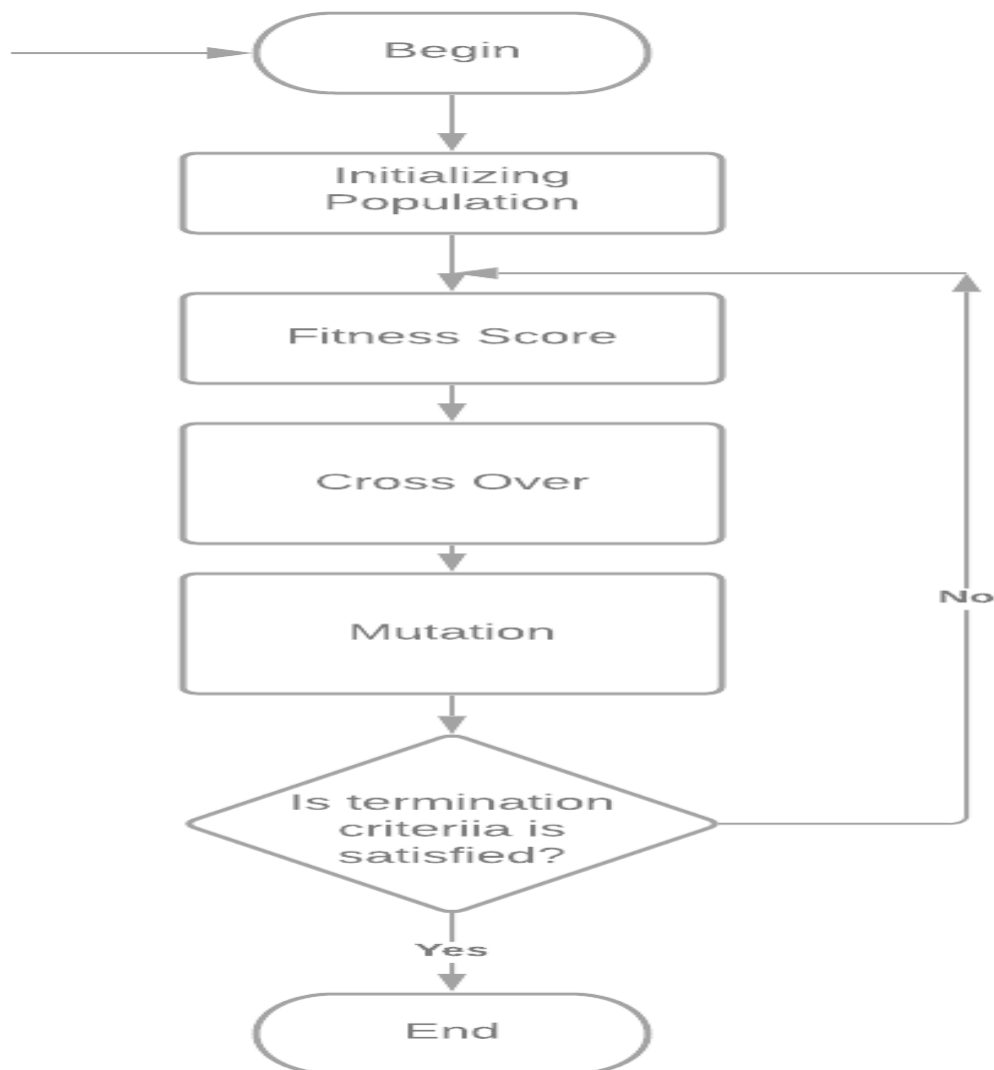 Begin
Initializing
Population
Fitness Score
Cross Over
Mutation
No
Is termination
criteriia is
satisfied?
Yes
End